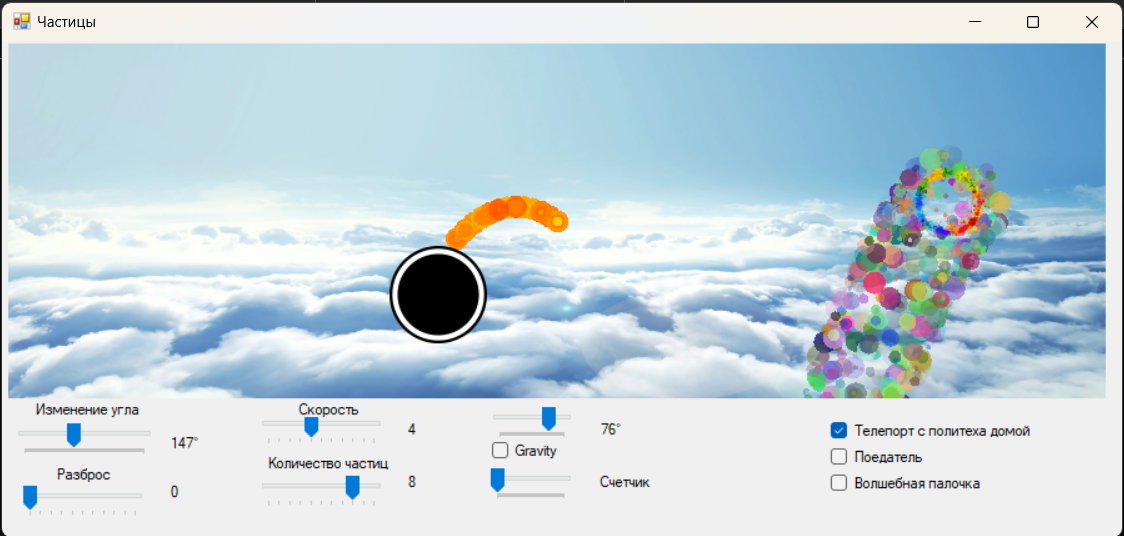 Частицы
Изменение угла
147°
Разброс
0
Скорость
4
Количество частиц
8
76°
Gravity
Счетчик
Телепорт с политеха домой
Поедатель
Волшебная палочка